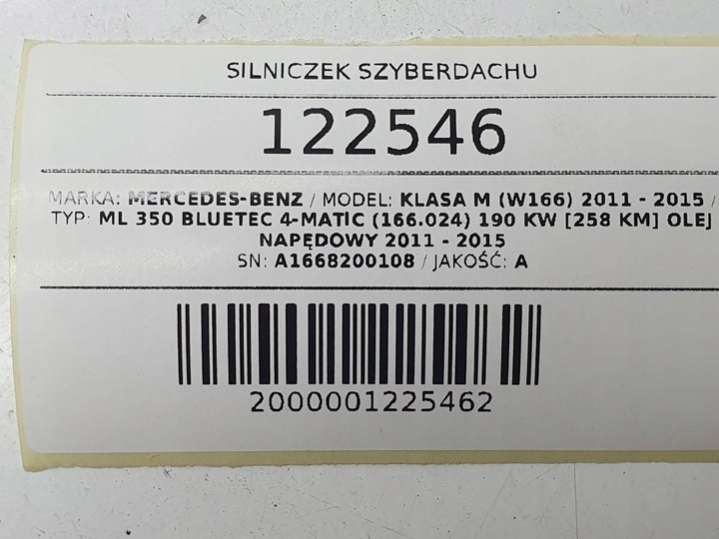 SILNICZEK SZYBERDACHU
122546
MARKA: MERCEDES-BENZ / MODEL: KLASA M (W166) 2011 - 2015 /
TYP: ML 350 BLUETEC 4-MATIC (166.024) 190 KW [258 KM] OLEJ
NAPĘDOWY 2011 - 2015
SN: A1668200108 / JAKOŚĆ: A
2000001225462